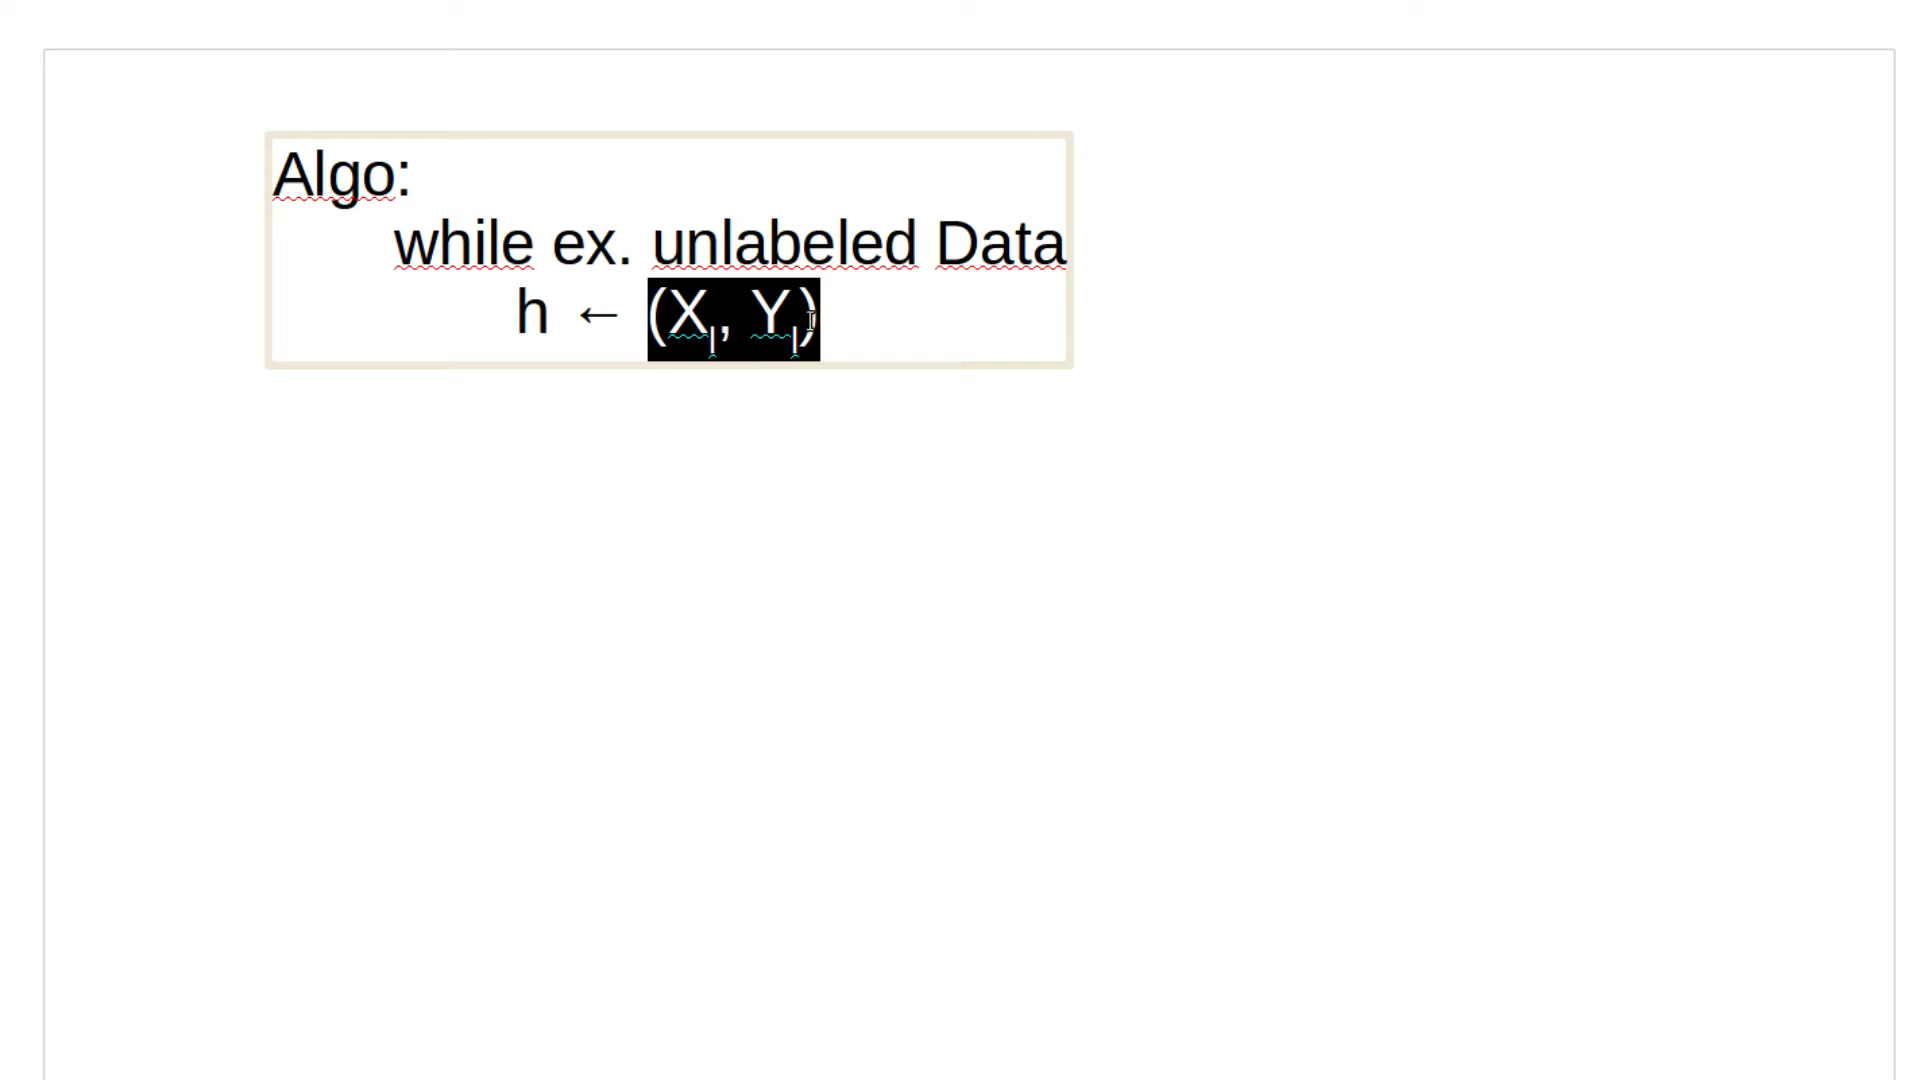 Algo:
while ex. unlabeled Data
h ← (Xl, Yl)